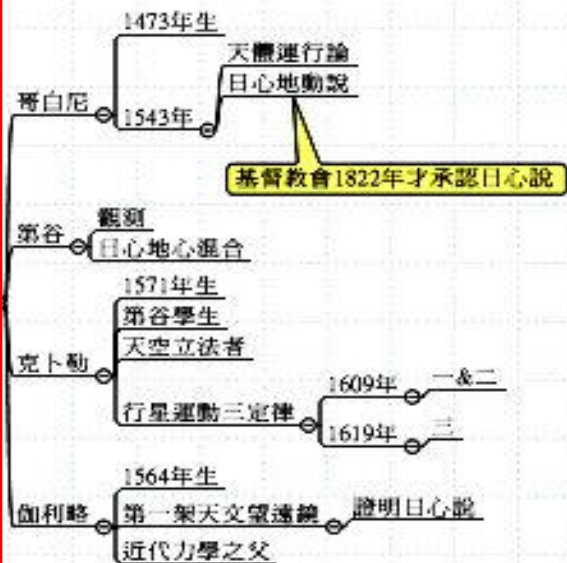 哥白尼
1473年生
1543年
天體運行論
日心地動說
基督教會1822年才承認日心說
第谷
觀測
日心地心混合
克卜勒
1571年生
第谷學生
天空立法者
行星運動三定律
1609年
一&二
1619年
三
伽利略
1564年生
第一架天文望遠鏡
證明日心說
近代力學之父